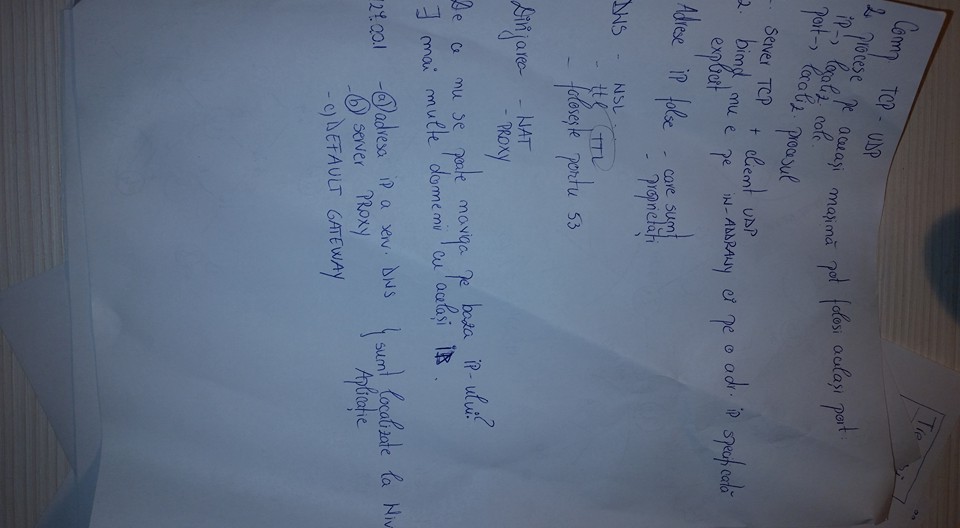 Comp TCP - UDP
2 procese pe aceeași mașină pot folosi același port.
IP -> localiz. calc.
port -> localiz. procesul
server TCP + client UDP
2. bind nu e pe IN-ADDRANY ci pe o adr. IP specificată
explicit
Adrese IP false - care sunt
- proprietăți
DNS - NSL
- ttl TTL
- folosește portu 53
Dirijarea - NAT
- PROXY
De ce nu se poate naviga pe baza IP-ului?
∃ mai multe domenii cu același
127.0.0.1 - a) adresa IP a serv. DNS } sunt localizate la Niv
- b) server PROXY Aplicație
- c) DEFAULT GATEWAY
Tip